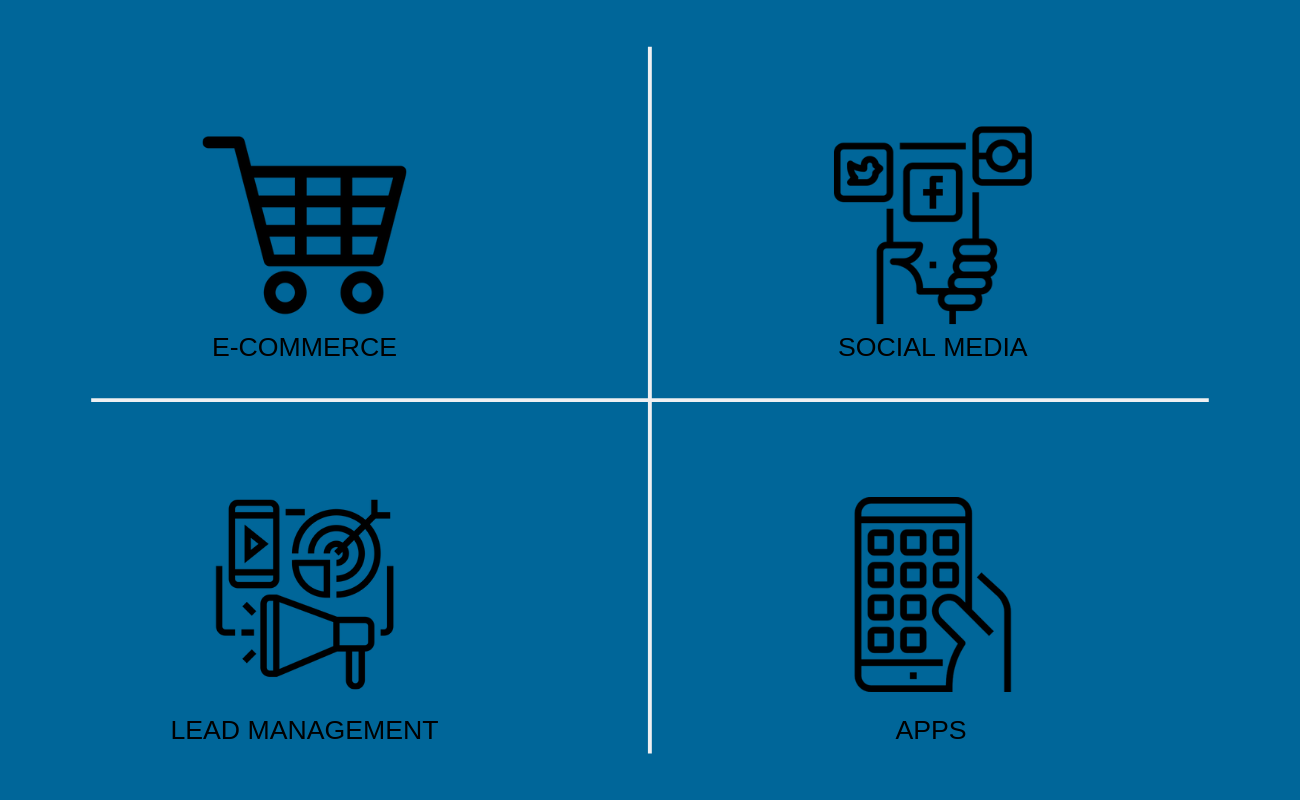 E-COMMERCE
SOCIAL MEDIA
LEAD MANAGEMENT
APPS